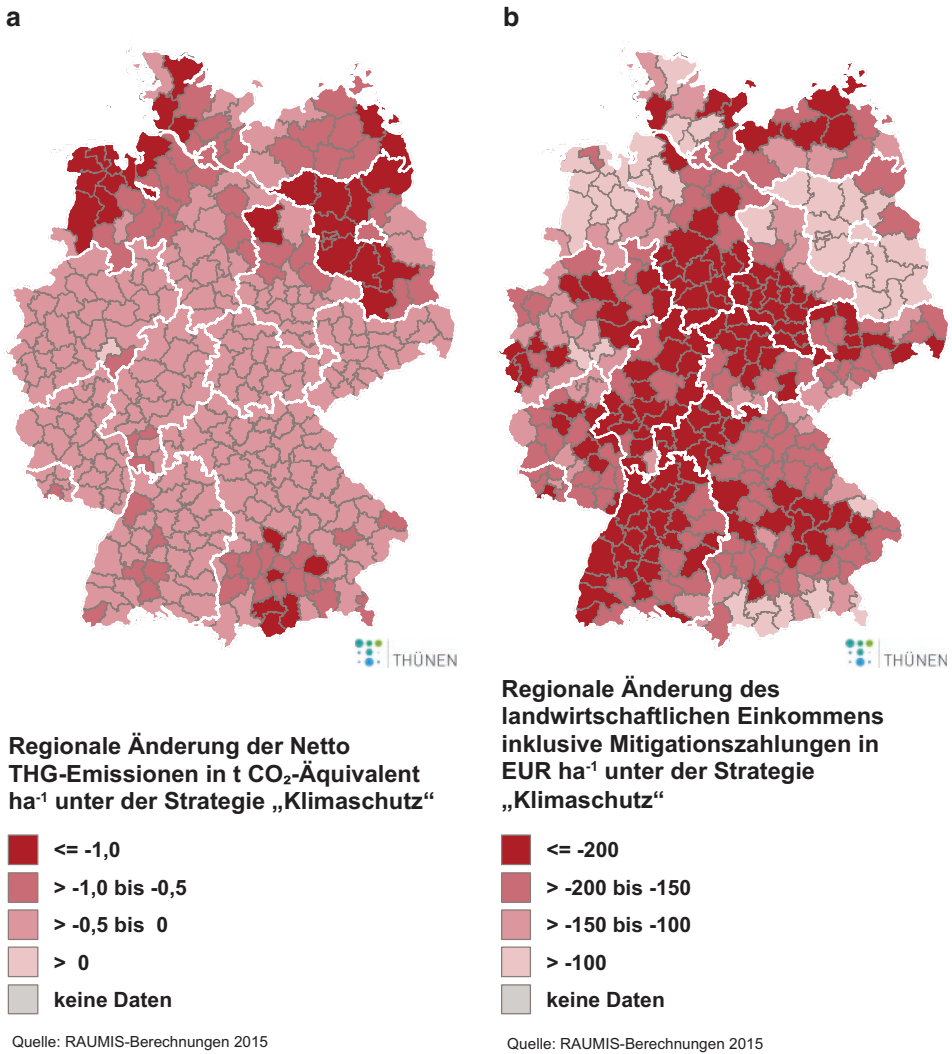 a
THÜNEN
Regionale Änderung der Netto
THG-Emissionen in t CO₂-Äquivalent
ha⁻¹ unter der Strategie „Klimaschutz“
<= -1,0
> -1,0 bis -0,5
> -0,5 bis 0
> 0
keine Daten
Quelle: RAUMIS-Berechnungen 2015
b
THÜNEN
Regionale Änderung des
landwirtschaftlichen Einkommens
inklusive Mitigationszahlungen in
EUR ha⁻¹ unter der Strategie
„Klimaschutz“
<= -200
> -200 bis -150
> -150 bis -100
> -100
keine Daten
Quelle: RAUMIS-Berechnungen 2015